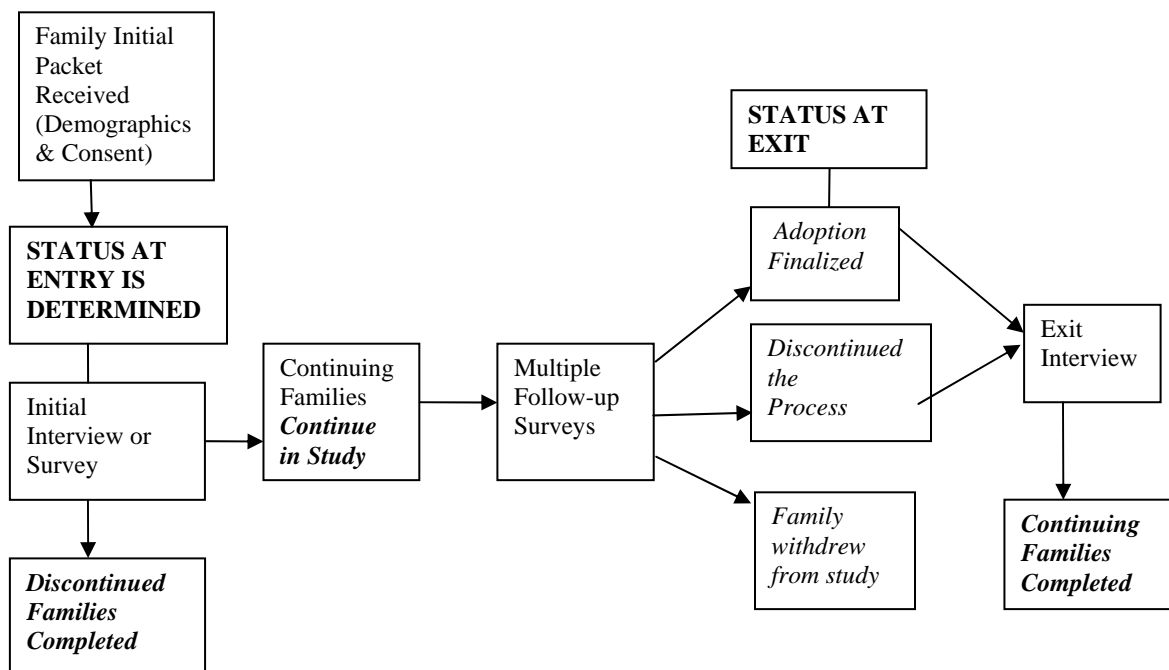 Family Initial
Packet
Received
(Demographics
& Consent)
STATUS AT
ENTRY IS
DETERMINED
Initial
Interview or
Survey
Discontinued
Families
Completed
Continuing
Families
Continue
in Study
Multiple
Follow-up
Surveys
STATUS AT
EXIT
Adoption
Finalized
Discontinued
the
Process
Family
withdrew
from study
Exit
Interview
Continuing
Families
Completed